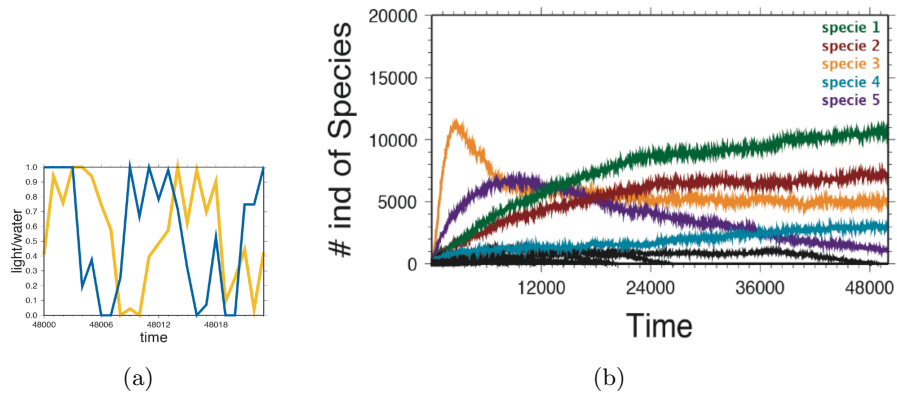 light/water
1.0
0.9
0.8
0.7
0.6
0.5
0.4
0.3
0.2
0.1
0.0
48000 48006 48012 48018
time
(a)
# ind of Species
20000
15000
10000
5000
0
specie 1
specie 2
specie 3
specie 4
specie 5
12000 24000 36000 48000
Time
(b)